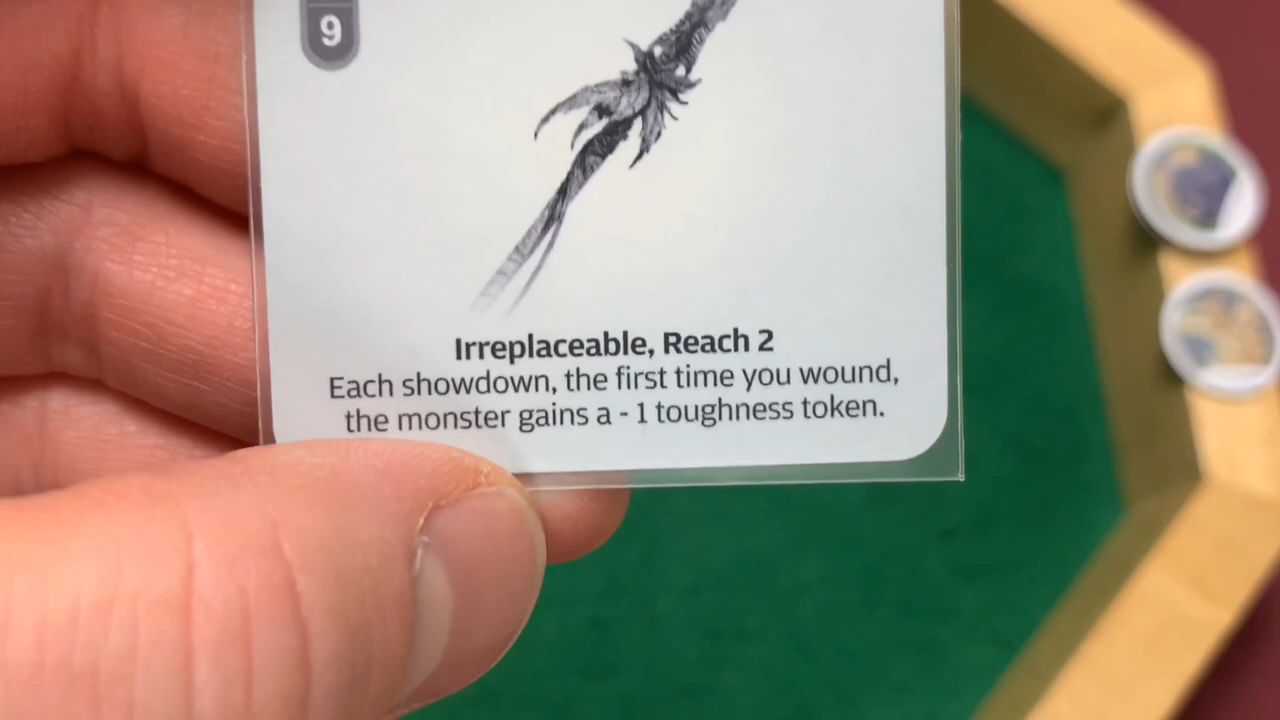 9
Irreplaceable, Reach 2
Each showdown, the first time you wound,
the monster gains a - 1 toughness token.